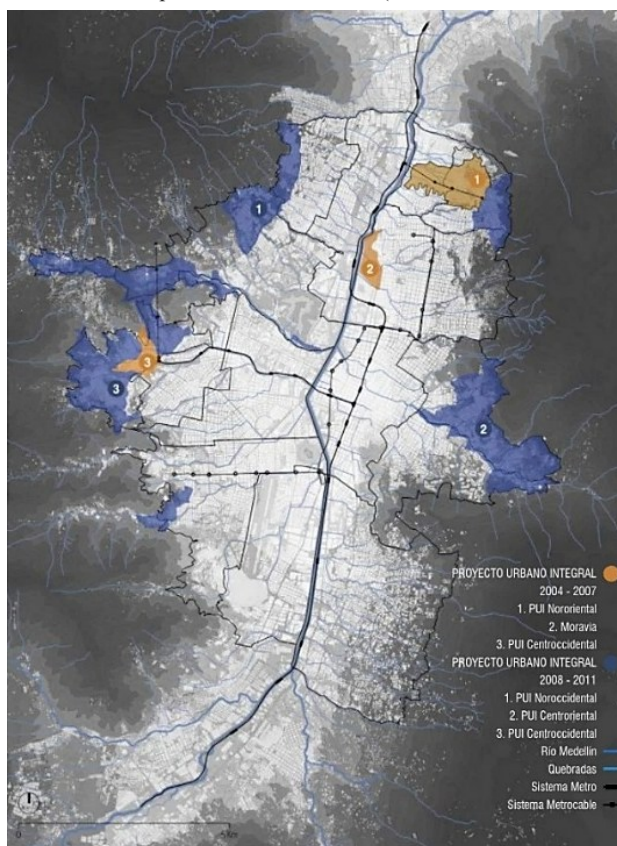 1
1
2
3
3
2
PROYECTO URBANO INTEGRAL
2004 - 2007
1. PUI Nororiental
2. Moravia
3. PUI Centroccidental
PROYECTO URBANO INTEGRAL
2008 - 2011
1. PUI Noroccidental
2. PUI Centroriental
3. PUI Centroccidental
Río Medellín
Quebradas
Sistema Metro
Sistema Metrocable
0